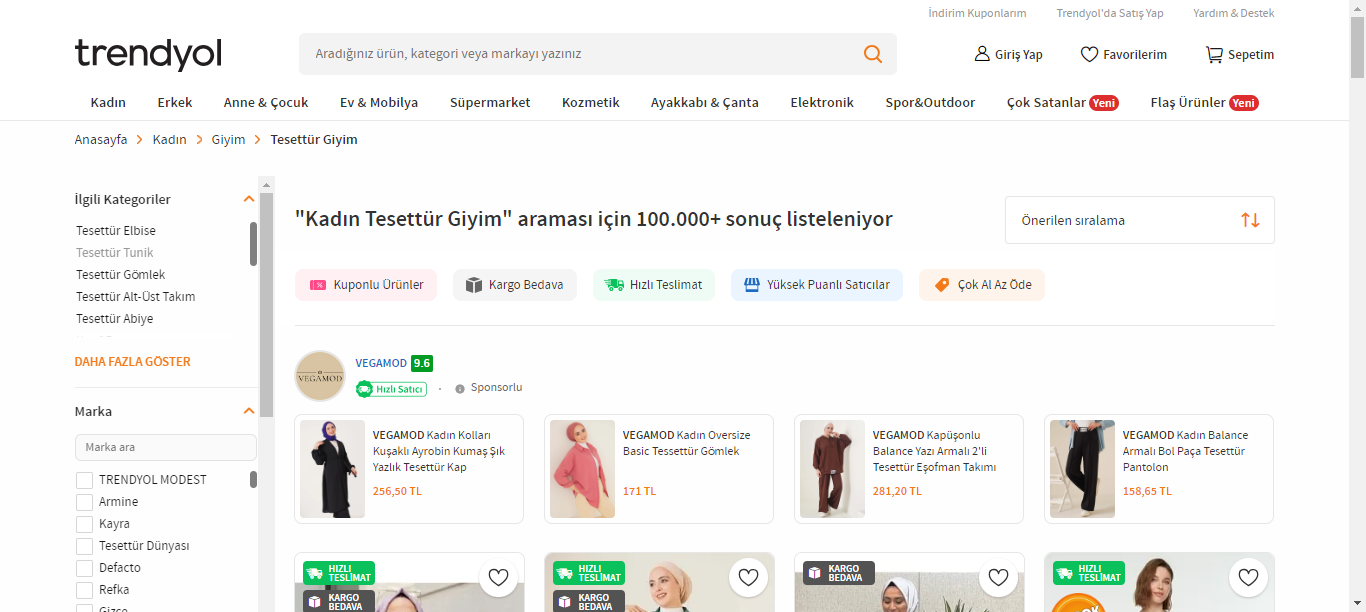 İndirim Kuponlarım Trendyol'da Satış Yap Yardım & Destek
trendyol
Aradığınız ürün, kategori veya markayı yazınız
Giriş Yap Favorilerim Sepetim
Kadın Erkek Anne & Çocuk Ev & Mobilya Süpermarket Kozmetik Ayakkabı & Çanta Elektronik Spor&Outdoor Çok Satanlar Yeni Flaş Ürünler Yeni
Anasayfa > Kadın > Giyim > Tesettür Giyim
İlgili Kategoriler
Tesettür Elbise
Tesettür Tunik
Tesettür Gömlek
Tesettür Alt-Üst Takım
Tesettür Abiye
DAHA FAZLA GÖSTER
Marka
Marka ara
TRENDYOL MODEST
Armine
Kayra
Tesettür Dünyası
Defacto
Refka
Gizce
"Kadın Tesettür Giyim" araması için 100.000+ sonuç listeleniyor
Önerilen sıralama
Kuponlu Ürünler Kargo Bedava Hızlı Teslimat Yüksek Puanlı Satıcılar Çok Al Az Öde
VEGAMOD
VEGAMOD 9.6
Hızlı Satıcı · Sponsorlu
VEGAMOD Kadın Kolları
Kuşaklı Ayrobin Kumaş Şık
Yazlık Tesettür Kap
256,50 TL
VEGAMOD Kadın Oversize
Basic Tessettür Gömlek
171 TL
VEGAMOD Kapüşonlu
Balance Yazı Armalı 2'li
Tesettür Eşofman Takımı
281,20 TL
VEGAMOD Kadın Balance
Armalı Bol Paça Tesettür
Pantolon
158,65 TL
HIZLI
TESLİMAT
KARGO
BEDAVA
HIZLI
TESLİMAT
KARGO
BEDAVA
KARGO
BEDAVA
HIZLI
TESLİMAT